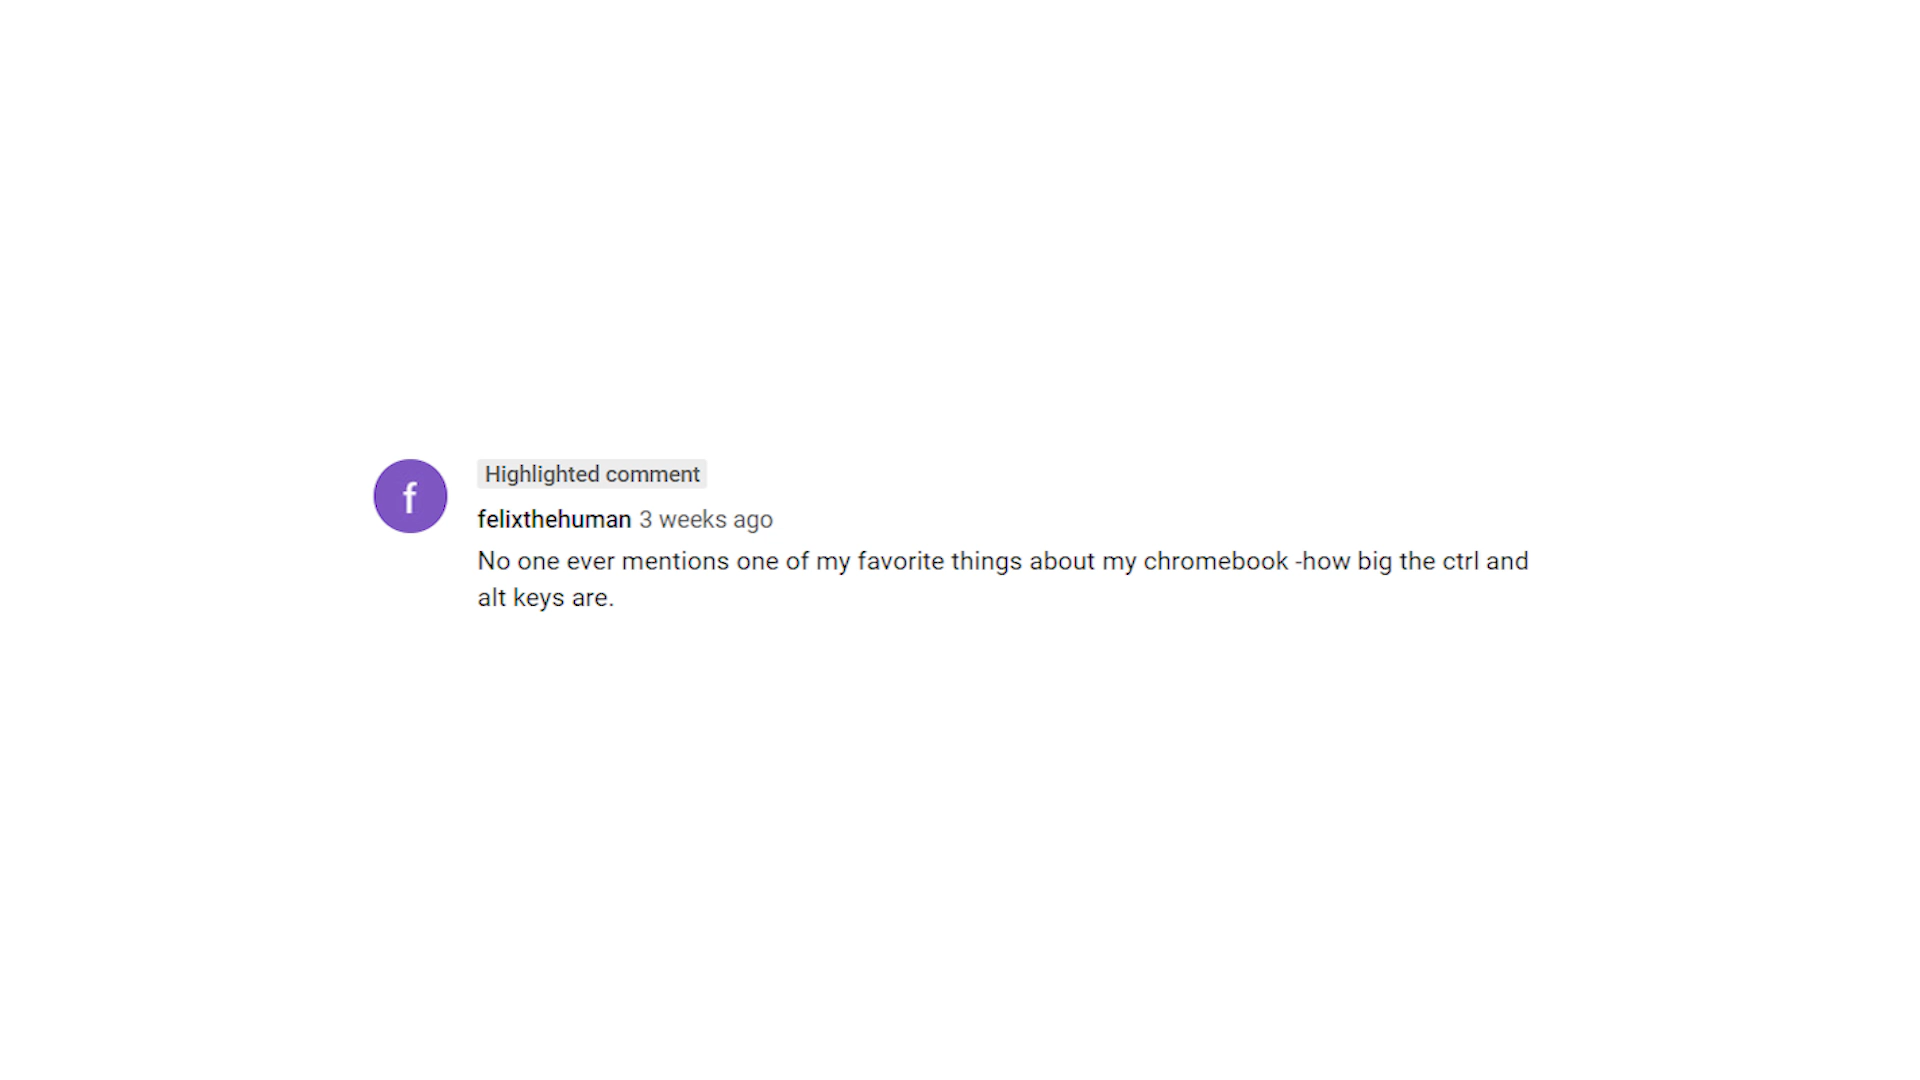 f
Highlighted comment
felixthehuman 3 weeks ago
No one ever mentions one of my favorite things about my chromebook -how big the ctrl and
alt keys are.